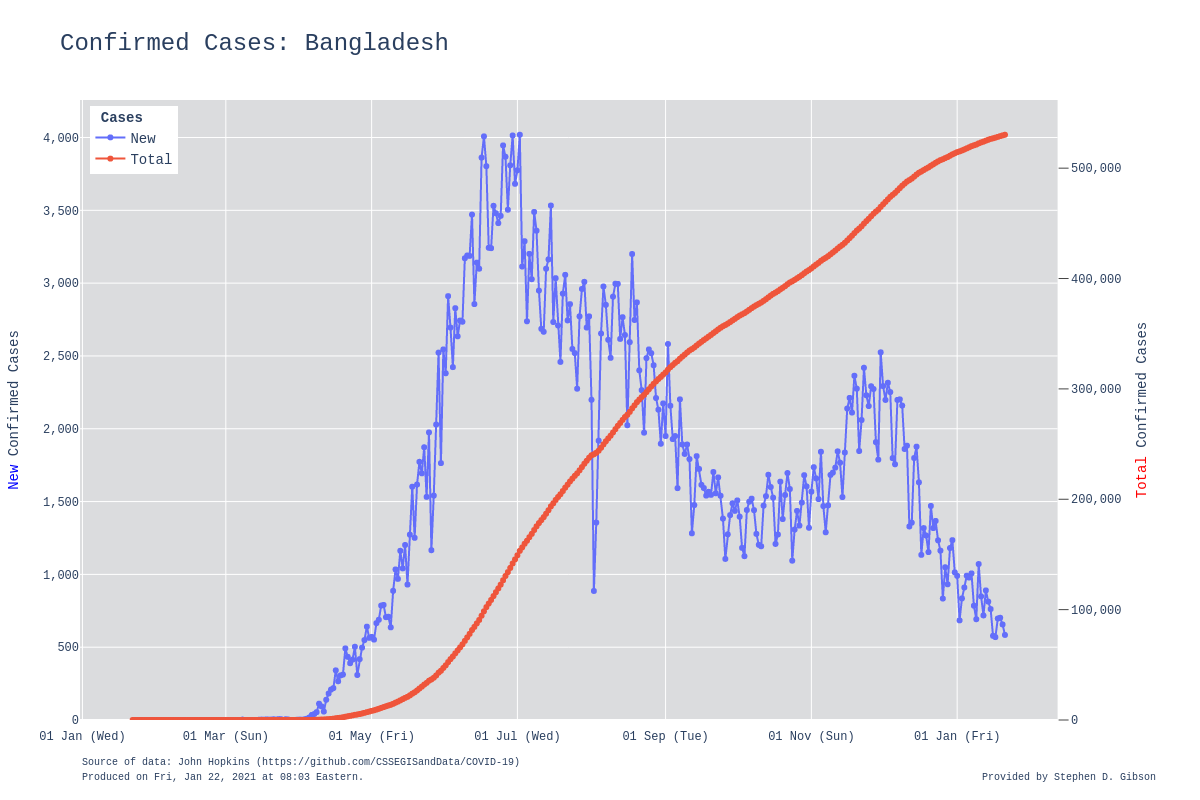 Confirmed Cases: Bangladesh
Cases
New
Total
4,000
3,500
3,000
2,500
2,000
1,500
1,000
500
0
New Confirmed Cases
500,000
400,000
300,000
200,000
100,000
0
Total Confirmed Cases
01 Jan (Wed)
01 Mar (Sun)
01 May (Fri)
01 Jul (Wed)
01 Sep (Tue)
01 Nov (Sun)
01 Jan (Fri)
Source of data: John Hopkins (https://github.com/CSSEGISandData/COVID-19)
Produced on Fri, Jan 22, 2021 at 08:03 Eastern.
Provided by Stephen D. Gibson